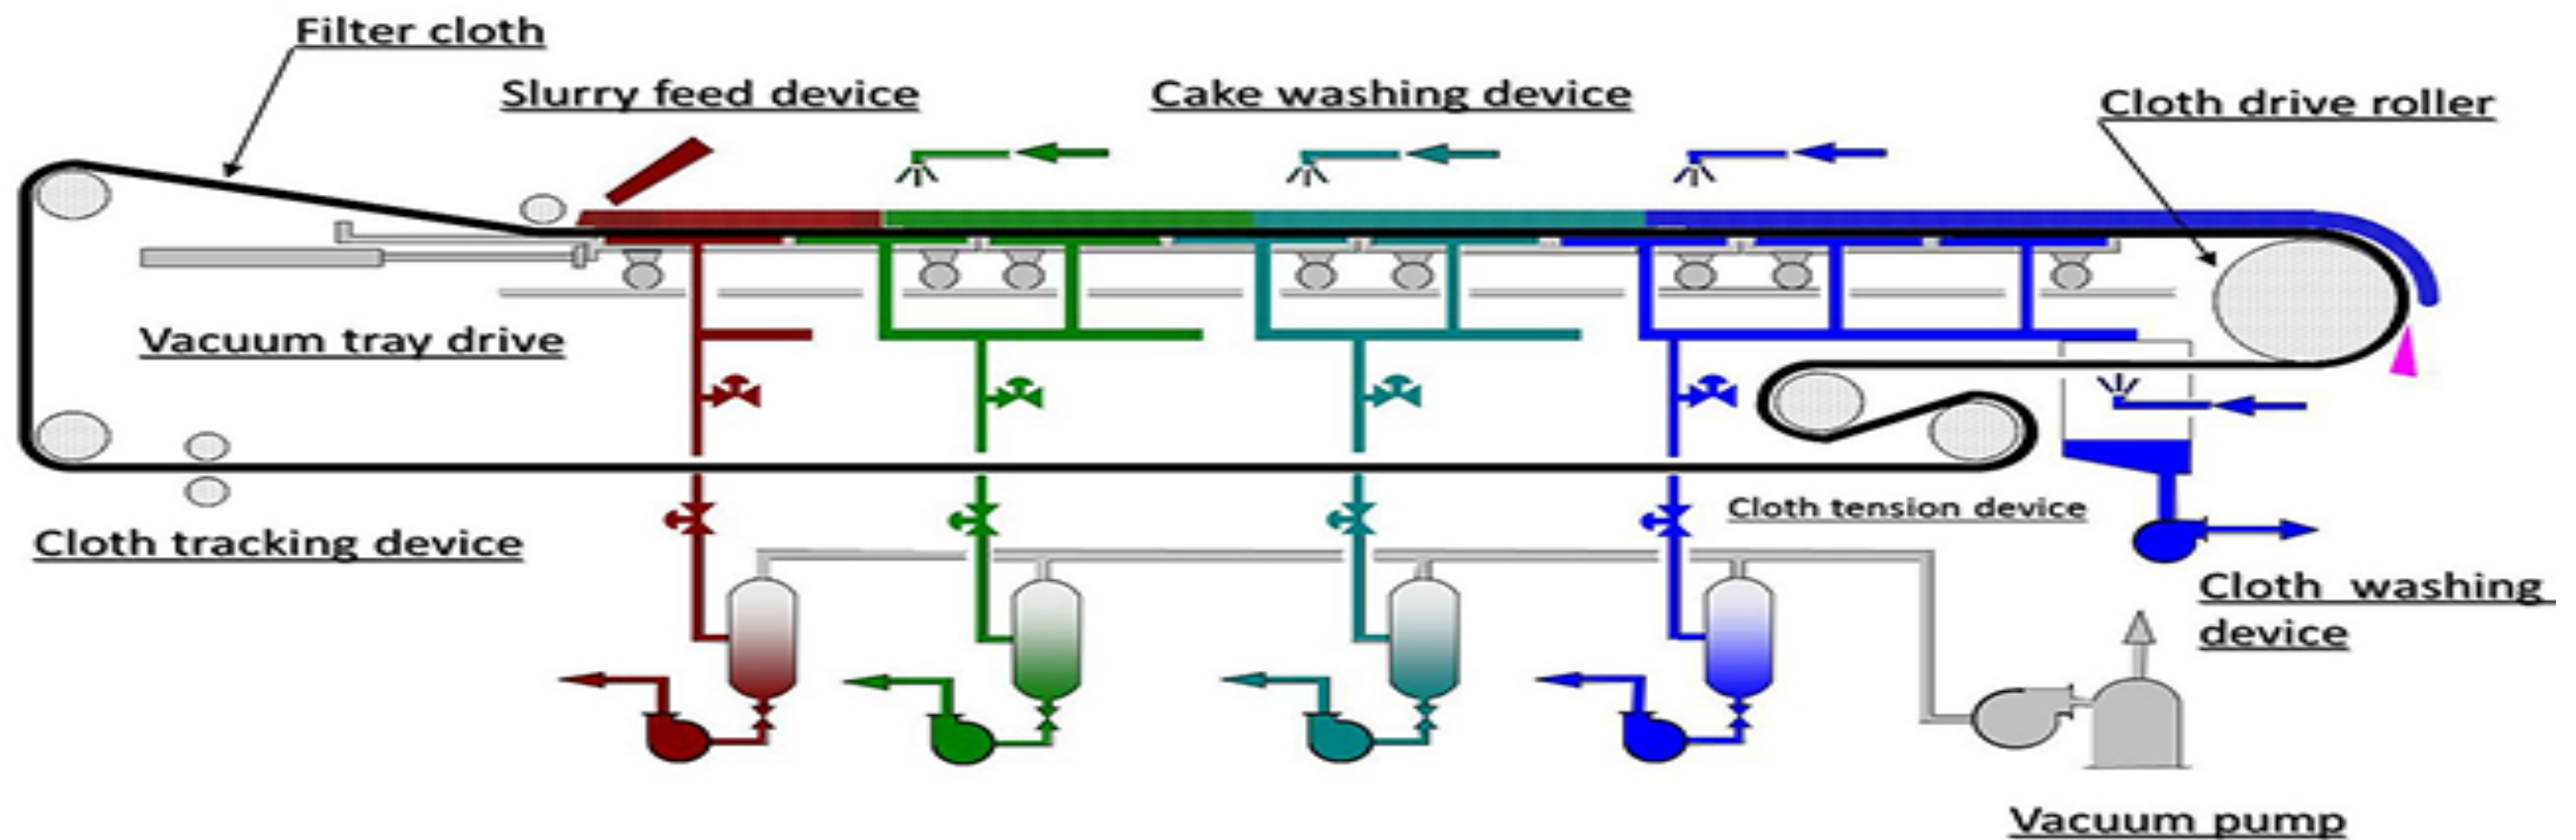 Filter cloth
Slurry feed device
Cake washing device
Cloth drive roller
Vacuum tray drive
Cloth tension device
Cloth tracking device
Cloth washing
device
Vacuum pump